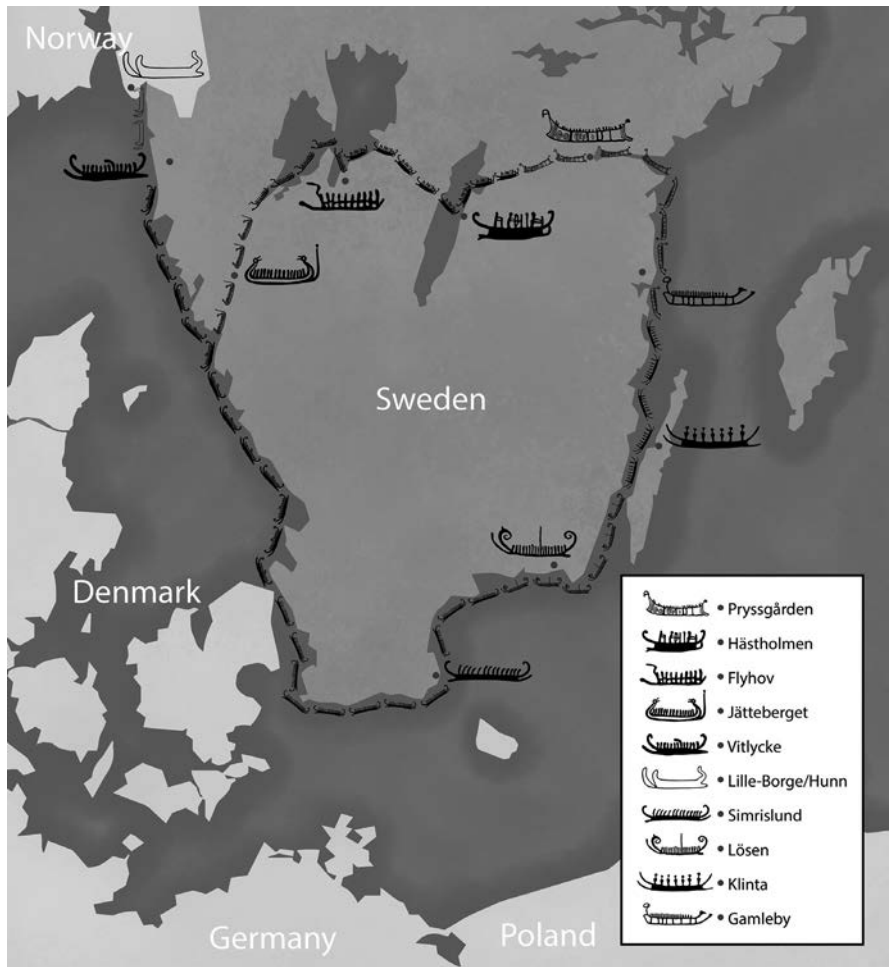 Norway
Sweden
Denmark
Germany
Poland
• Pryssgården
• Hästholmen
• Flyhov
• Jätteberget
• Vitlycke
• Lille-Borge/Hunn
• Simrislund
• Lösen
• Klinta
• Gamleby